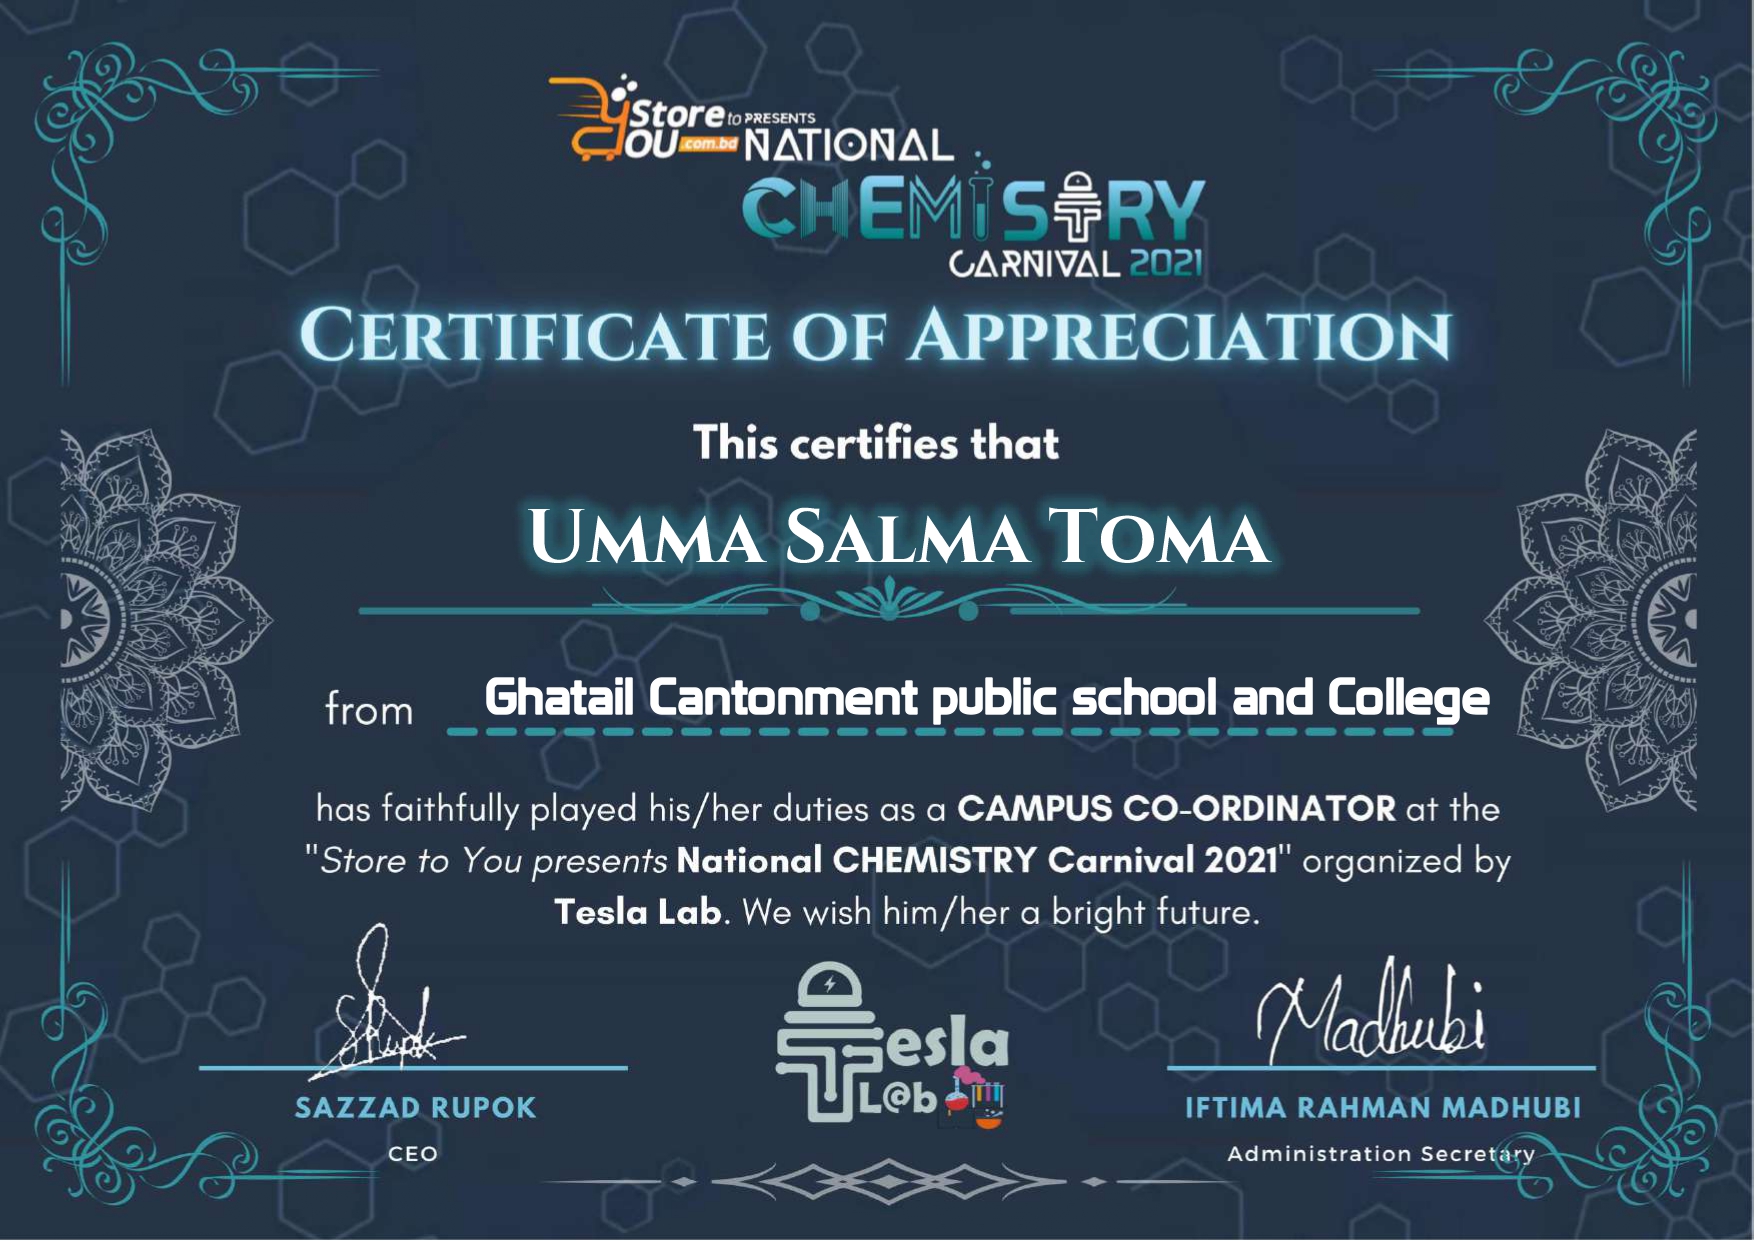 Store to PRESENTS
YOU .com.bd NATIONAL
CHEMISTRY
CARNIVAL 2021
CERTIFICATE OF APPRECIATION
This certifies that
UMMA SALMA TOMA
from Ghatail Cantonment public school and College
has faithfully played his/her duties as a CAMPUS CO-ORDINATOR at the
"Store to You presents National CHEMISTRY Carnival 2021" organized by
Tesla Lab. We wish him/her a bright future.
SRupok
Madhubi
Tesla
L@b
SAZZAD RUPOK
IFTIMA RAHMAN MADHUBI
CEO
Administration Secretary